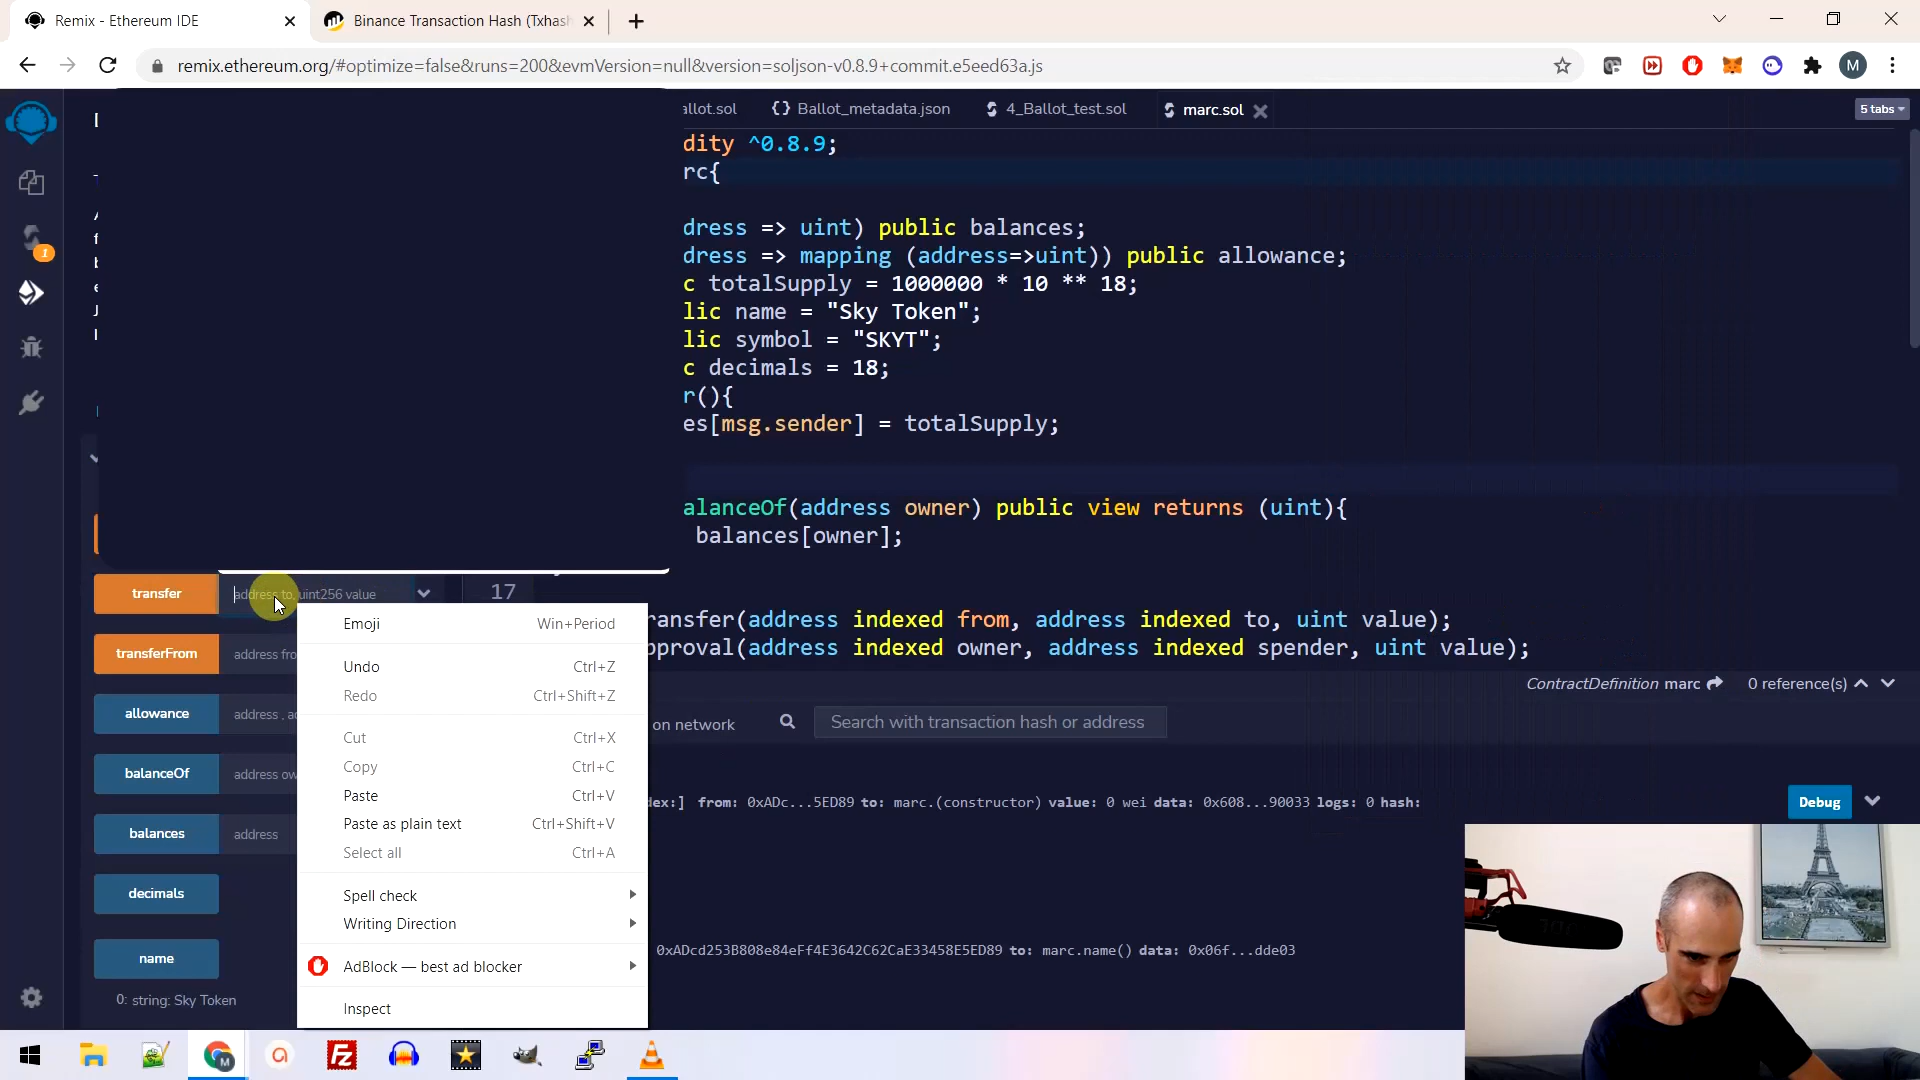 Remix - Ethereum IDE
Binance Transaction Hash (Txhash
remix.ethereum.org/#optimize=false&runs=200&evmVersion=null&version=soljson-v0.8.9+commit.e5eed63a.js
M
allot.sol
{} Ballot_metadata.json
4_Ballot_test.sol
marc.sol
5 tabs
dity ^0.8.9;
rc{
dress => uint) public balances;
dress => mapping (address=>uint)) public allowance;
c totalSupply = 1000000 * 10 ** 18;
lic name = "Sky Token";
lic symbol = "SKYT";
c decimals = 18;
r(){
es[msg.sender] = totalSupply;
alanceOf(address owner) public view returns (uint){
balances[owner];
17
ransfer(address indexed from, address indexed to, uint value);
pproval(address indexed owner, address indexed spender, uint value);
1
transfer
address to, uint256 value
transferFrom
address fro
allowance
address , ad
balanceOf
address ow
balances
address
decimals
name
0: string: Sky Token
Emoji Win+Period
Undo Ctrl+Z
Redo Ctrl+Shift+Z
Cut Ctrl+X
Copy Ctrl+C
Paste Ctrl+V
Paste as plain text Ctrl+Shift+V
Select all Ctrl+A
Spell check
Writing Direction
AdBlock — best ad blocker
Inspect
ContractDefinition marc
0 reference(s)
on network
Search with transaction hash or address
dex:] from: 0xADc...5ED89 to: marc.(constructor) value: 0 wei data: 0x608...90033 logs: 0 hash:
Debug
0xADcd253B808e84eFf4E3642C62CaE33458E5ED89 to: marc.name() data: 0x06f...dde03